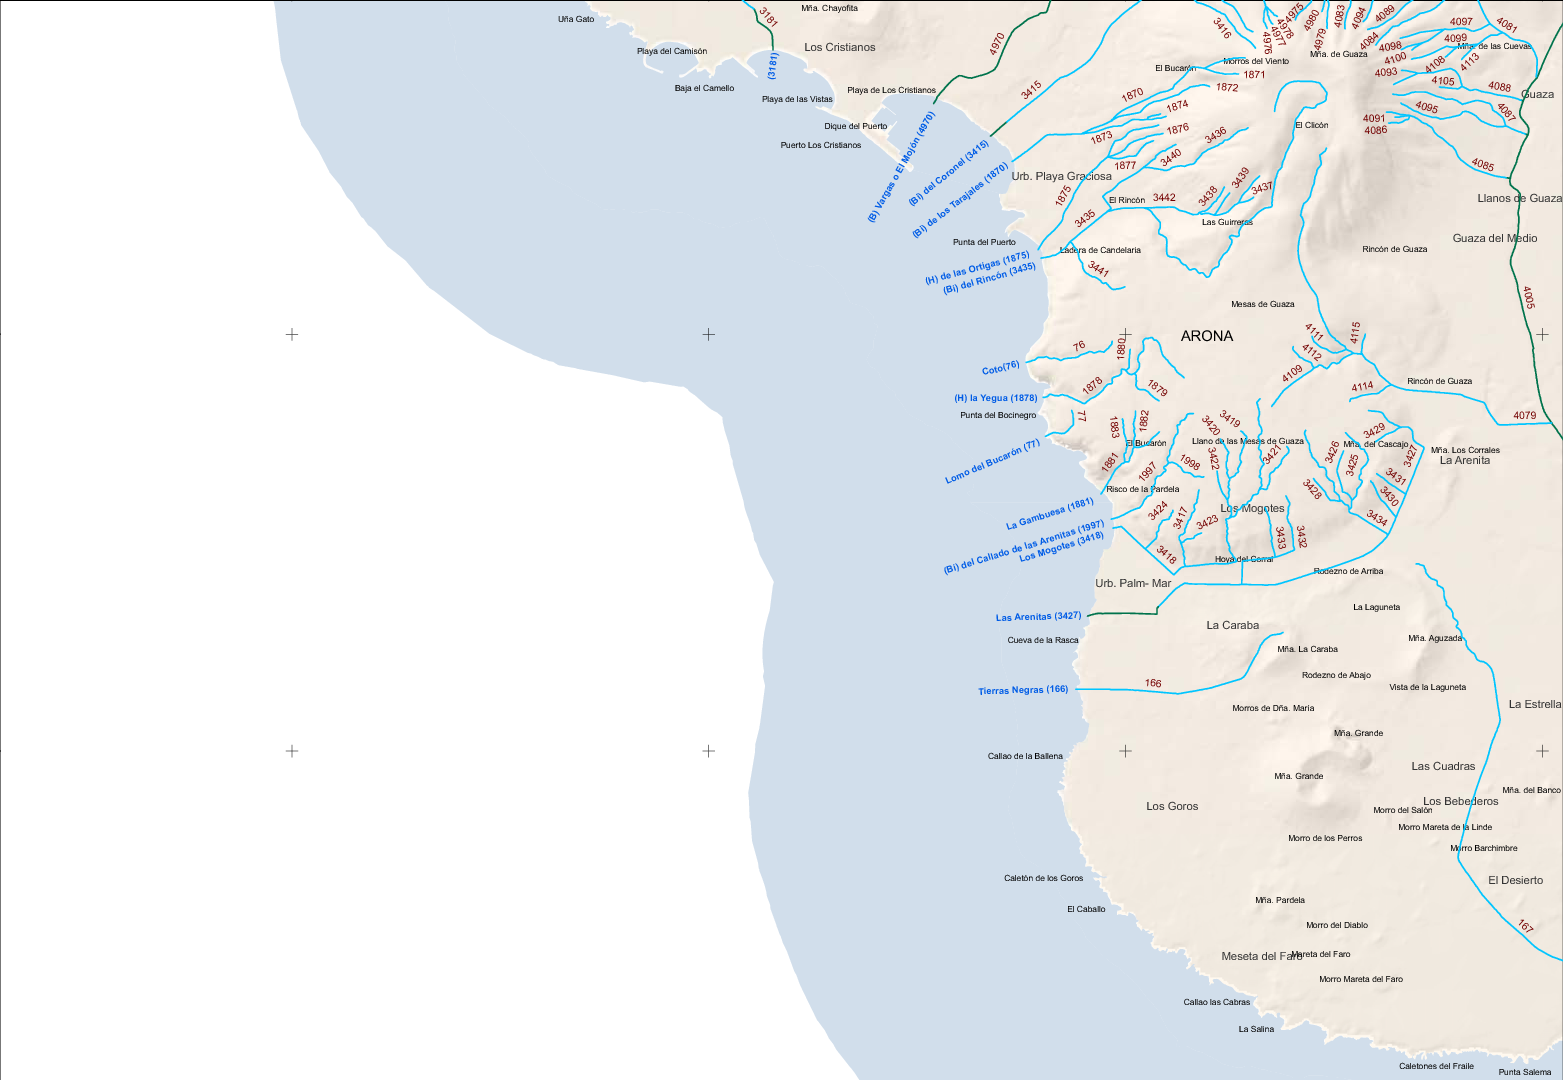 Mña. Chayofita
Uña Gato
3181
Los Cristianos
Playa del Camisón
(3181)
Baja el Camello
Playa de las Vistas
Playa de Los Cristianos
Dique del Puerto
Puerto Los Cristianos
4970
3415
(B) Vargas o El Mojón (4970)
(Bi) del Coronel (3415)
(Bi) de los Tarajales (1870)
3416
4975
4978
4977
4976
4980
4979
4083
4094
4089
4084
4098
4100
4093
4097
4099
4081
Mña. de las Cuevas
4108
4113
4105
4088
Mña. de Guaza
Morros del Viento
El Bucarón
1871
1872
1870
1874
1873
1876
1877
3436
3440
Guaza
4095
4087
4091
4086
4085
El Clicón
Urb. Playa Graciosa
1875
3435
El Rincón
3442
3438
3439
3437
Las Guirreras
Llanos de Guaza
Guaza del Medio
Rincón de Guaza
Punta del Puerto
Ladera de Candelaria
(H) de las Ortigas (1875)
(Bi) del Rincón (3435)
3441
Mesas de Guaza
4005
ARONA
76
1880
4111
4112
4115
4109
4114
Rincón de Guaza
4079
Coto(76)
1878
1879
(H) la Yegua (1878)
Punta del Bocinegro
77
1883
1882
El Bucarón
3420
3419
Llano de las Mesas de Guaza
3422
3421
3429
Mña. del Cascajo
3426
3425
3427
3428
3431
3430
3434
Mña. Los Corrales
La Arenita
Lomo del Bucarón (77)
1881
1997
1998
Risco de la Pardela
La Gambuesa (1881)
3424
3417
3423
Los Mogotes
3433
3432
(Bi) del Callado de las Arenitas (1997)
Los Mogotes (3418)
3418
Hoya del Corral
Rodezno de Arriba
Urb. Palm- Mar
Las Arenitas (3427)
La Laguneta
La Caraba
Cueva de la Rasca
Mña. Aguzada
Mña. La Caraba
Rodezno de Abajo
Vista de la Laguneta
Tierras Negras (166)
166
Morros de Dña. Maria
La Estrella
Mña. Grande
Callao de la Ballena
Las Cuadras
Mña. Grande
Mña. del Banco
Los Goros
Los Bebederos
Morro del Salón
Morro Mareta de la Linde
Morro de los Perros
Morro Barchimbre
Caletón de los Goros
El Desierto
Mña. Pardela
El Caballo
Morro del Diablo
167
Meseta del Faro
Mareta del Faro
Morro Mareta del Faro
Callao las Cabras
La Salina
Caletones del Fraile
Punta Salema